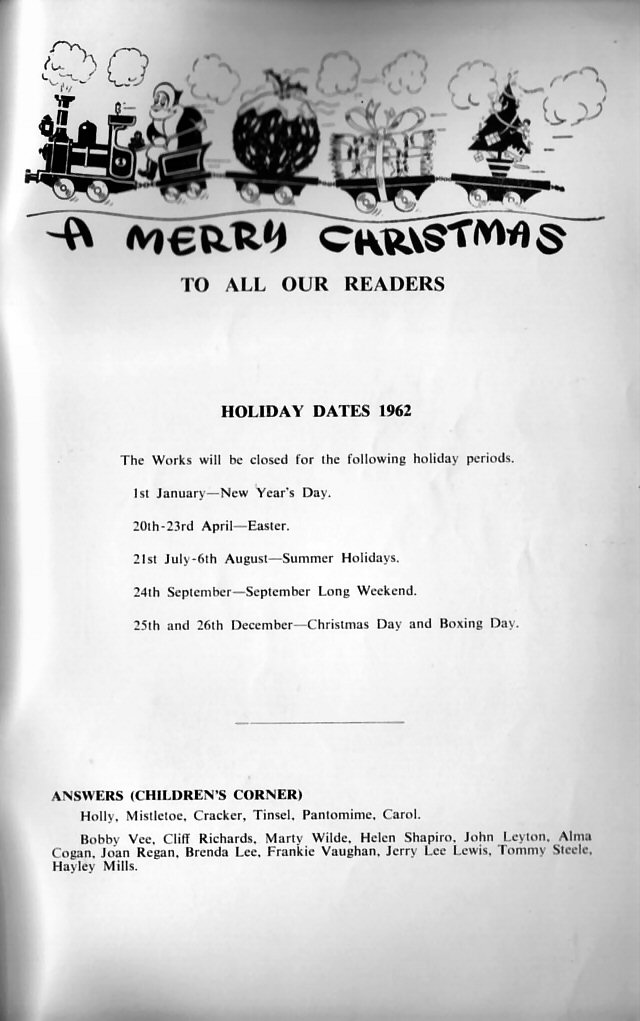 A MERRY CHRISTMAS
TO ALL OUR READERS
HOLIDAY DATES 1962
The Works will be closed for the following holiday periods.
1st January—New Year's Day.
20th-23rd April—Easter.
21st July-6th August—Summer Holidays.
24th September—September Long Weekend.
25th and 26th December—Christmas Day and Boxing Day.
ANSWERS (CHILDREN'S CORNER)
Holly, Mistletoe, Cracker, Tinsel, Pantomime, Carol.
Bobby Vee, Cliff Richards, Marty Wilde, Helen Shapiro, John Leyton, Alma
Cogan, Joan Regan, Brenda Lee, Frankie Vaughan, Jerry Lee Lewis, Tommy Steele,
Hayley Mills.